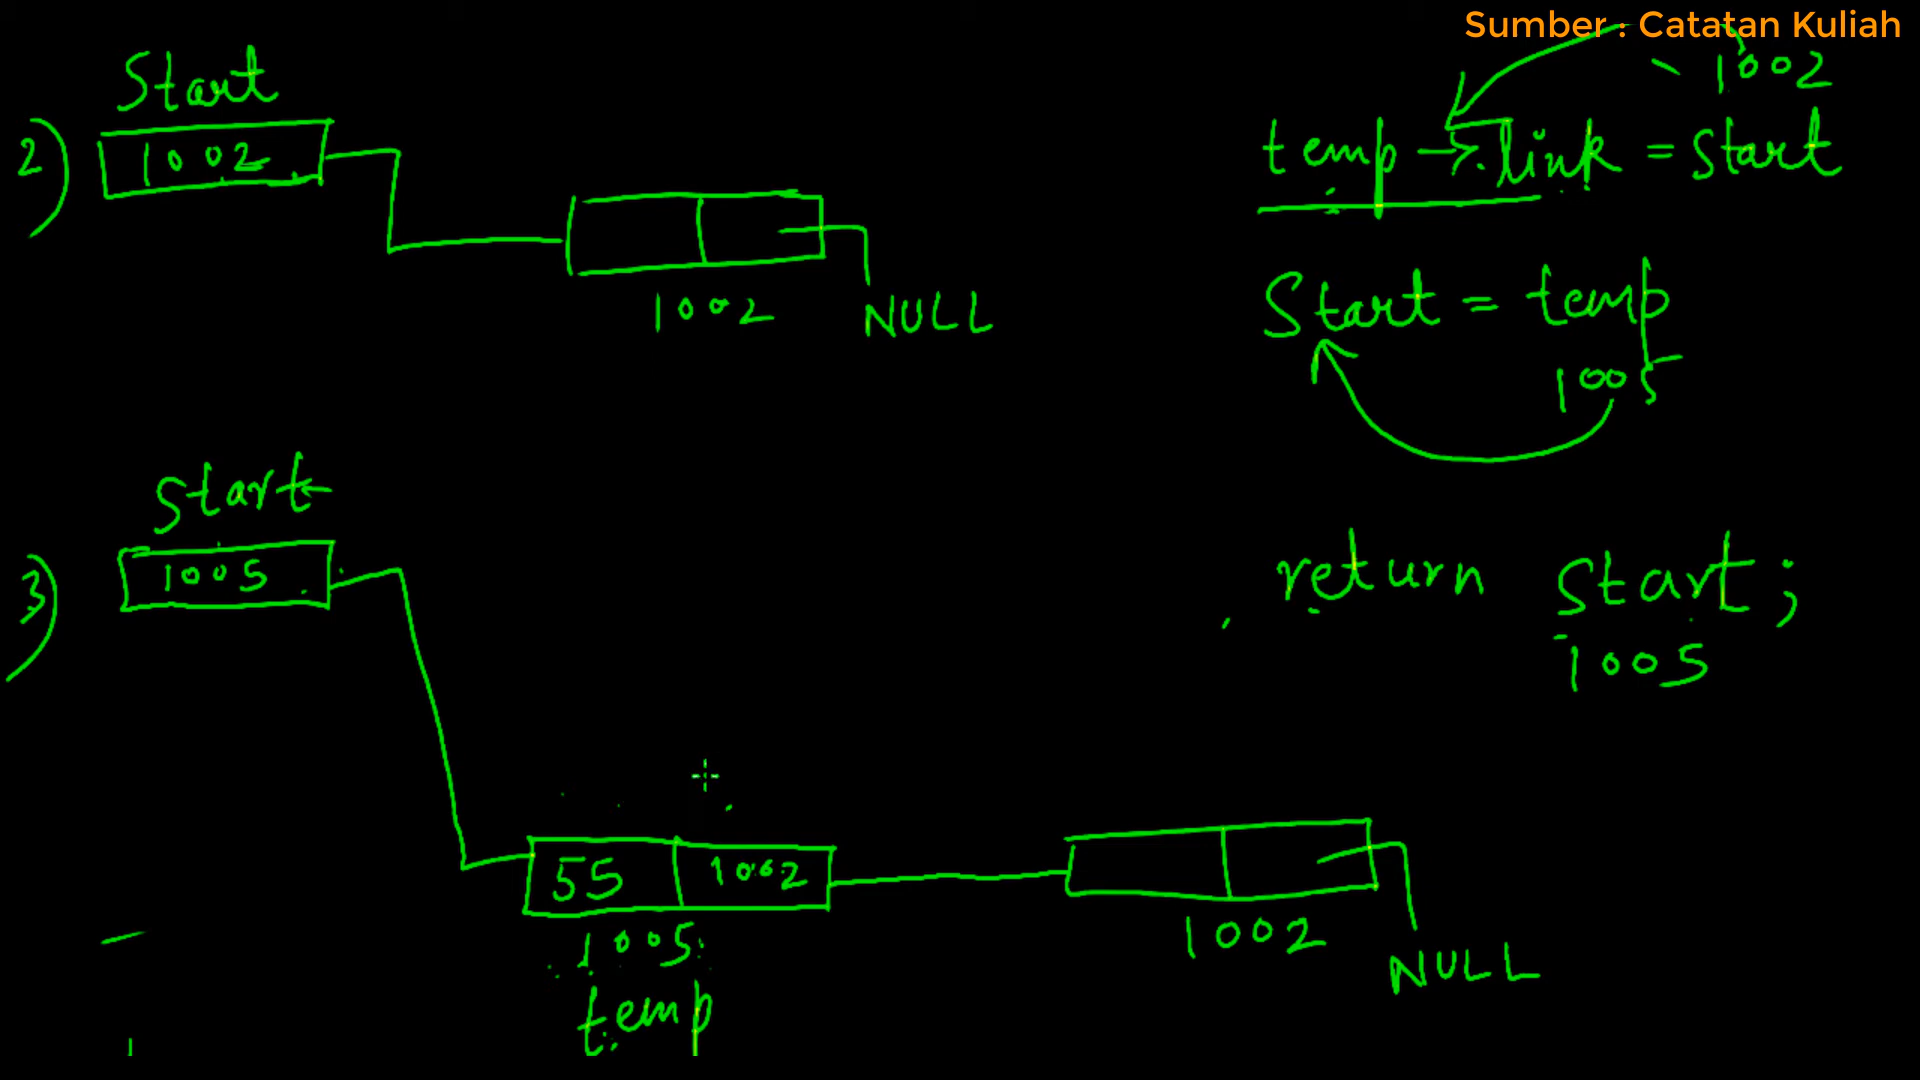 Sumber : Catatan Kuliah
2)
Start
1002
1002
NULL
1002
temp →.link = Start
Start = temp
1005
3)
Start
1005
return Start;
1005
55 1002
1005
temp
1002
NULL